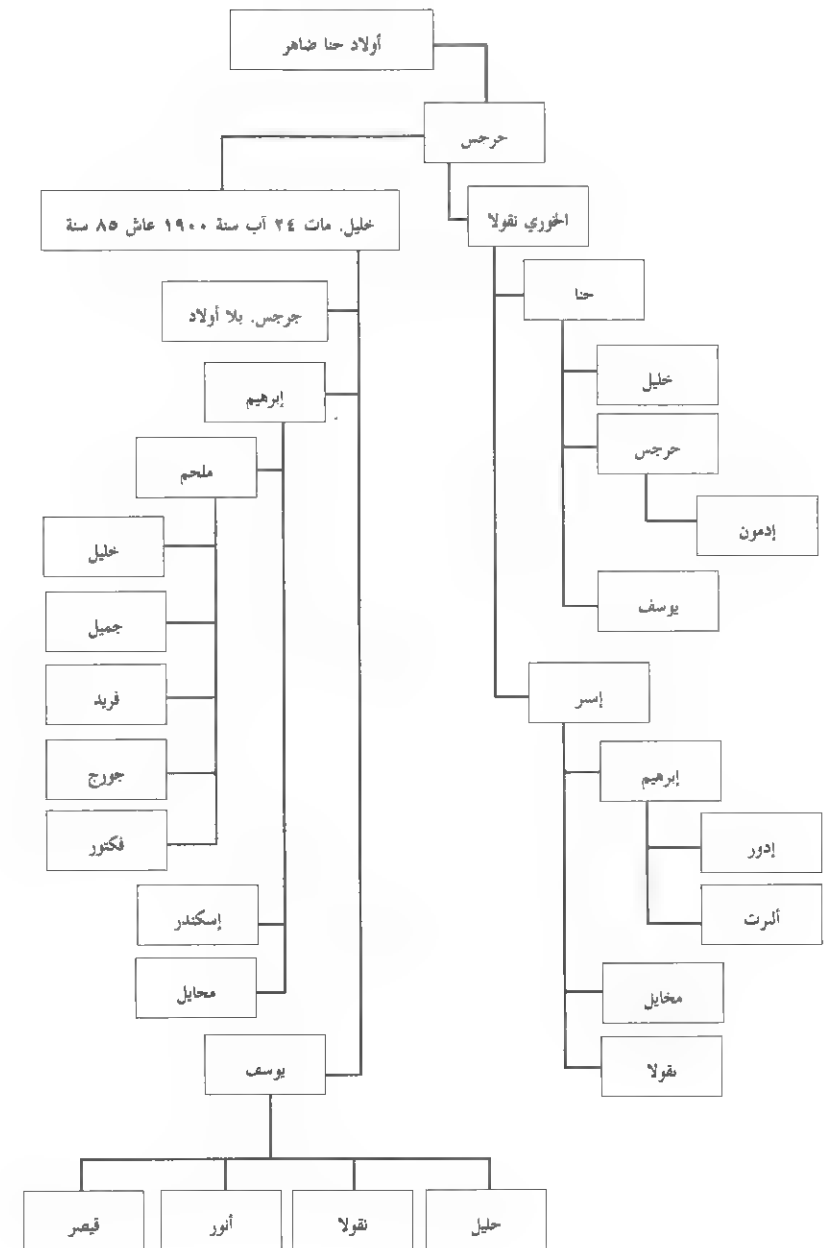 أولاد حنا ضاهر
جرجس
الخوري نقولا
خليل. مات ٢٤ آب سنة ١٩٠٠ عاش ٨٥ سنة
حنا
خليل
جرجس
إدمون
يوسف
إسبر
إبرهيم
إدور
ألبرت
مخايل
نقولا
جرجس. بلا أولاد
إبرهيم
ملحم
خليل
جميل
فريد
جورج
فكتور
إسكندر
مخايل
يوسف
خليل
نقولا
أنور
قيصر